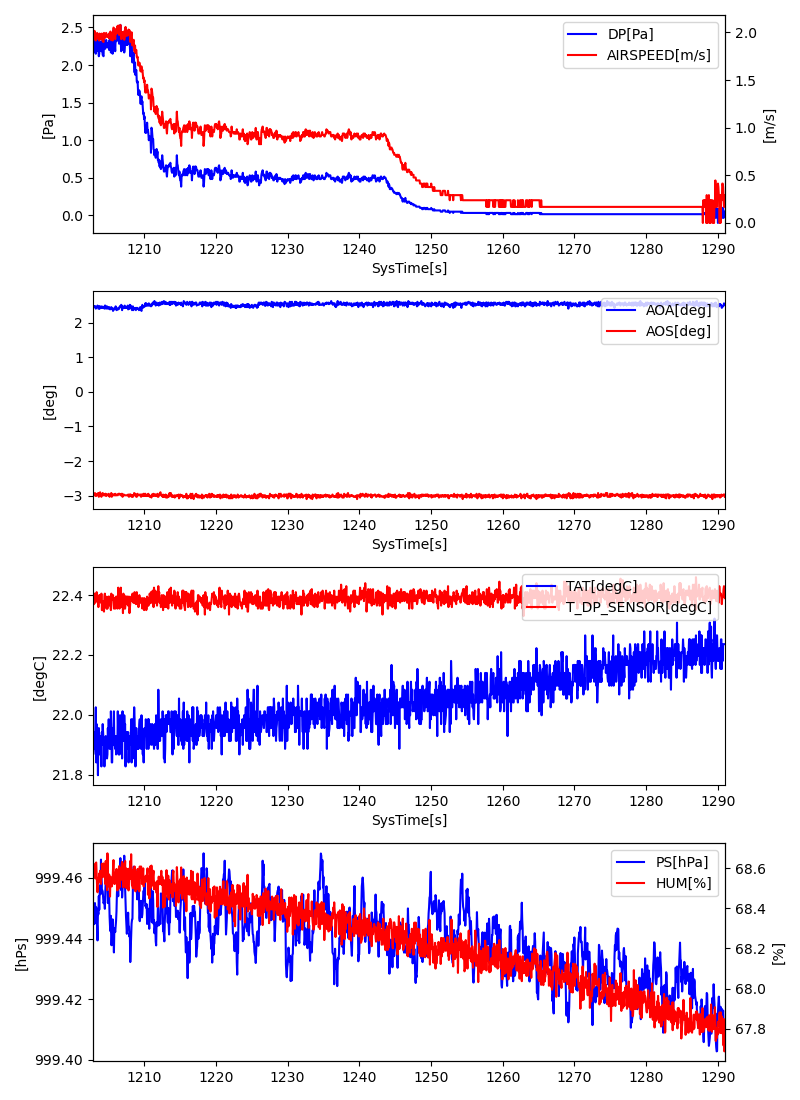 2.5
2.0
1.5
1.0
0.5
0.0
[Pa]
DP[Pa]
AIRSPEED[m/s]
2.0
1.5
1.0
0.5
0.0
[m/s]
1210 1220 1230 1240 1250 1260 1270 1280 1290
SysTime[s]
2
1
0
−1
−2
−3
[deg]
AOA[deg]
AOS[deg]
1210 1220 1230 1240 1250 1260 1270 1280 1290
SysTime[s]
22.4
22.2
22.0
21.8
[degC]
TAT[degC]
T_DP_SENSOR[degC]
1210 1220 1230 1240 1250 1260 1270 1280 1290
SysTime[s]
999.46
999.44
999.42
999.40
[hPs]
PS[hPa]
HUM[%]
68.6
68.4
68.2
68.0
67.8
[%]
1210 1220 1230 1240 1250 1260 1270 1280 1290